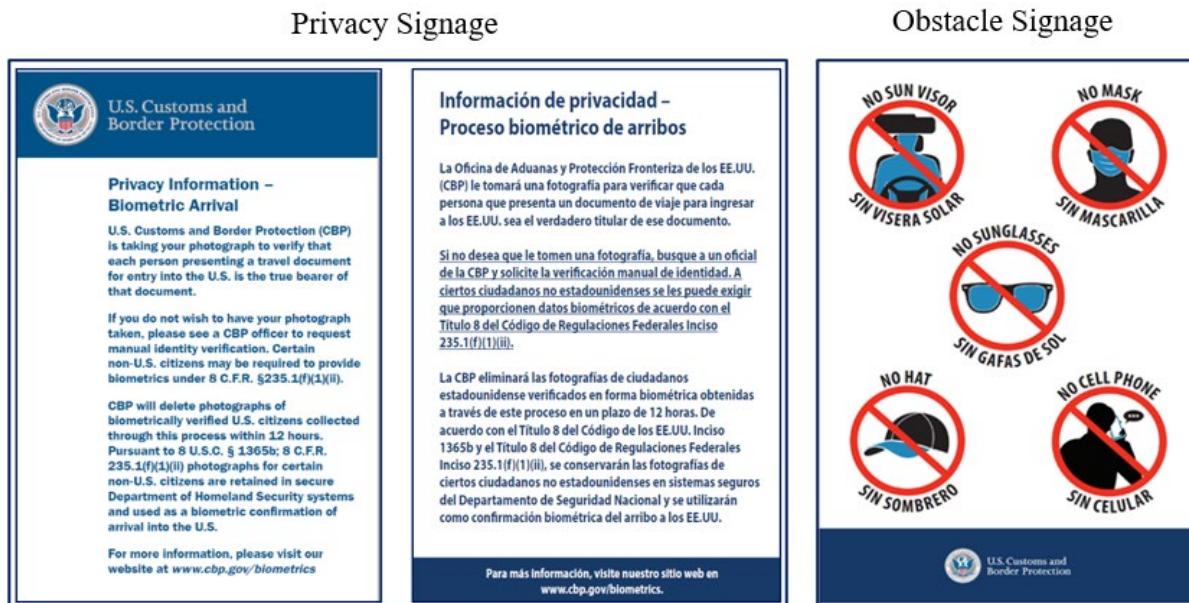 Privacy Signage
U.S. Customs and
Border Protection
Privacy Information –
Biometric Arrival
U.S. Customs and Border Protection (CBP)
is taking your photograph to verify that
each person presenting a travel document
for entry into the U.S. is the true bearer of
that document.
If you do not wish to have your photograph
taken, please see a CBP officer to request
manual identity verification. Certain
non-U.S. citizens may be required to provide
biometrics under 8 C.F.R. §235.1(f)(1)(ii).
CBP will delete photographs of
biometrically verified U.S. citizens collected
through this process within 12 hours.
Pursuant to 8 U.S.C. § 1365b; 8 C.F.R.
235.1(f)(1)(ii) photographs for certain
non-U.S. citizens are retained in secure
Department of Homeland Security systems
and used as a biometric confirmation of
arrival into the U.S.
For more information, please visit our
website at www.cbp.gov/biometrics
Información de privacidad –
Proceso biométrico de arribos
La Oficina de Aduanas y Protección Fronteriza de los EE.UU.
(CBP) le tomará una fotografía para verificar que cada
persona que presenta un documento de viaje para ingresar
a los EE.UU. sea el verdadero titular de ese documento.
Si no desea que le tomen una fotografía, busque a un oficial
de la CBP y solicite la verificación manual de identidad. A
ciertos ciudadanos no estadounidenses se les puede exigir
que proporcionen datos biométricos de acuerdo con el
Título 8 del Código de Regulaciones Federales Inciso
235.1(f)(1)(ii).
La CBP eliminará las fotografías de ciudadanos
estadounidense verificados en forma biométrica obtenidas
a través de este proceso en un plazo de 12 horas. De
acuerdo con el Título 8 del Código de los EE.UU. Inciso
1365b y el Título 8 del Código de Regulaciones Federales
Inciso 235.1(f)(1)(ii), se conservarán las fotografías de
ciertos ciudadanos no estadounidenses en sistemas seguros
del Departamento de Seguridad Nacional y se utilizarán
como confirmación biométrica del arribo a los EE.UU.
Para más información, visite nuestro sitio web en
www.cbp.gov/biometrics.
Obstacle Signage
NO SUN VISOR
SIN VISERA SOLAR
NO MASK
SIN MASCARILLA
NO SUNGLASSES
SIN GAFAS DE SOL
NO HAT
SIN SOMBRERO
NO CELL PHONE
SIN CELULAR
U.S. Customs and
Border Protection